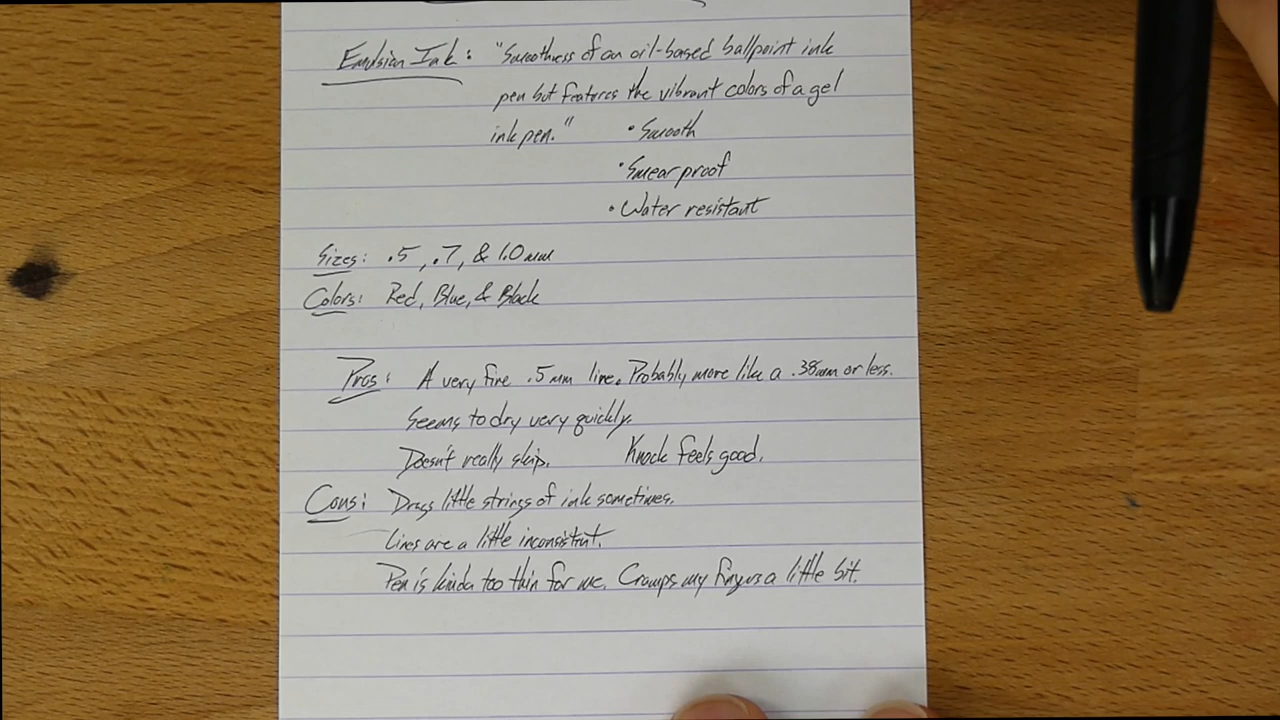 Emulsion Ink: "Smoothness of an oil-based ballpoint ink
pen but features the vibrant colors of a gel
ink pen." • Smooth
• Smear proof
• Water resistant
Sizes: .5, .7, & 1.0 mm
Colors: Red, Blue, & Black
Pros: A very fine .5 mm line. Probably more like a .38mm or less.
Seems to dry very quickly.
Doesn't really skip. Knock feels good.
Cons: Drags little strings of ink sometimes.
Lines are a little inconsistent.
Pen is kinda too thin for me. Cramps my fingers a little bit.